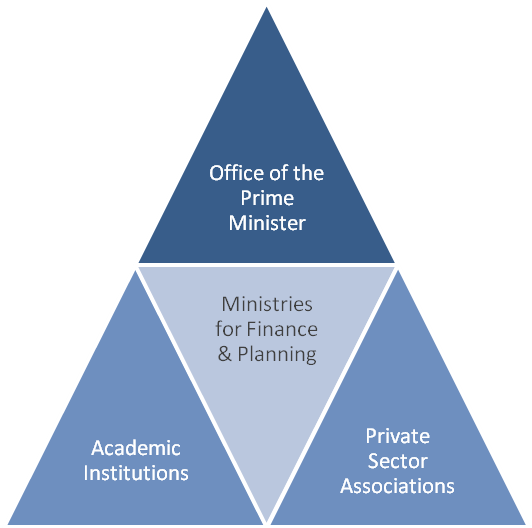 Office of the
Prime
Minister
Ministries
for Finance
& Planning
Academic
Institutions
Private
Sector
Associations